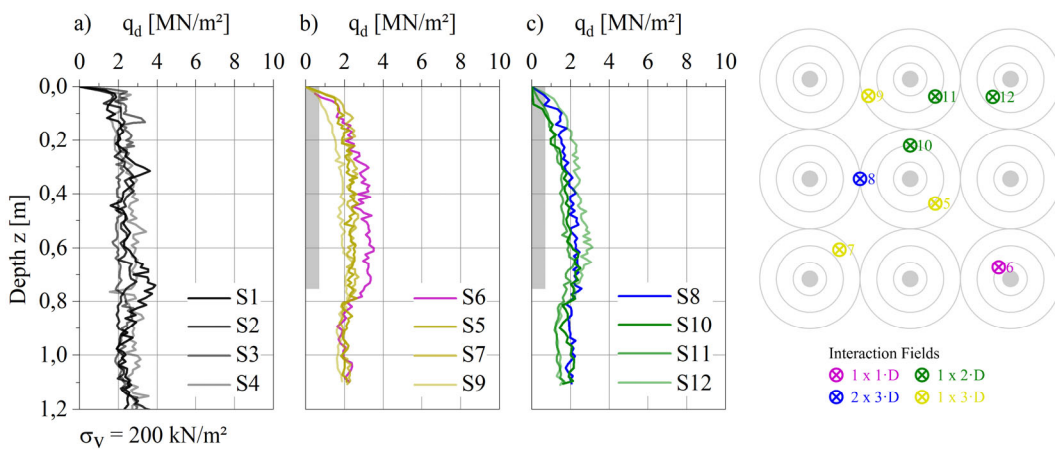 a) q_d [MN/m²]
b) q_d [MN/m²]
c) q_d [MN/m²]
0 2 4 6 8 10
0 2 4 6 8 10
0 2 4 6 8 10
Depth z [m]
0,0
0,2
0,4
0,6
0,8
1,0
1,2
S1
S2
S3
S4
S6
S5
S7
S9
S8
S10
S11
S12
σ_v = 200 kN/m²
9
11
12
10
8
5
7
6
Interaction Fields
1 x 1·D 1 x 2·D
2 x 3·D 1 x 3·D